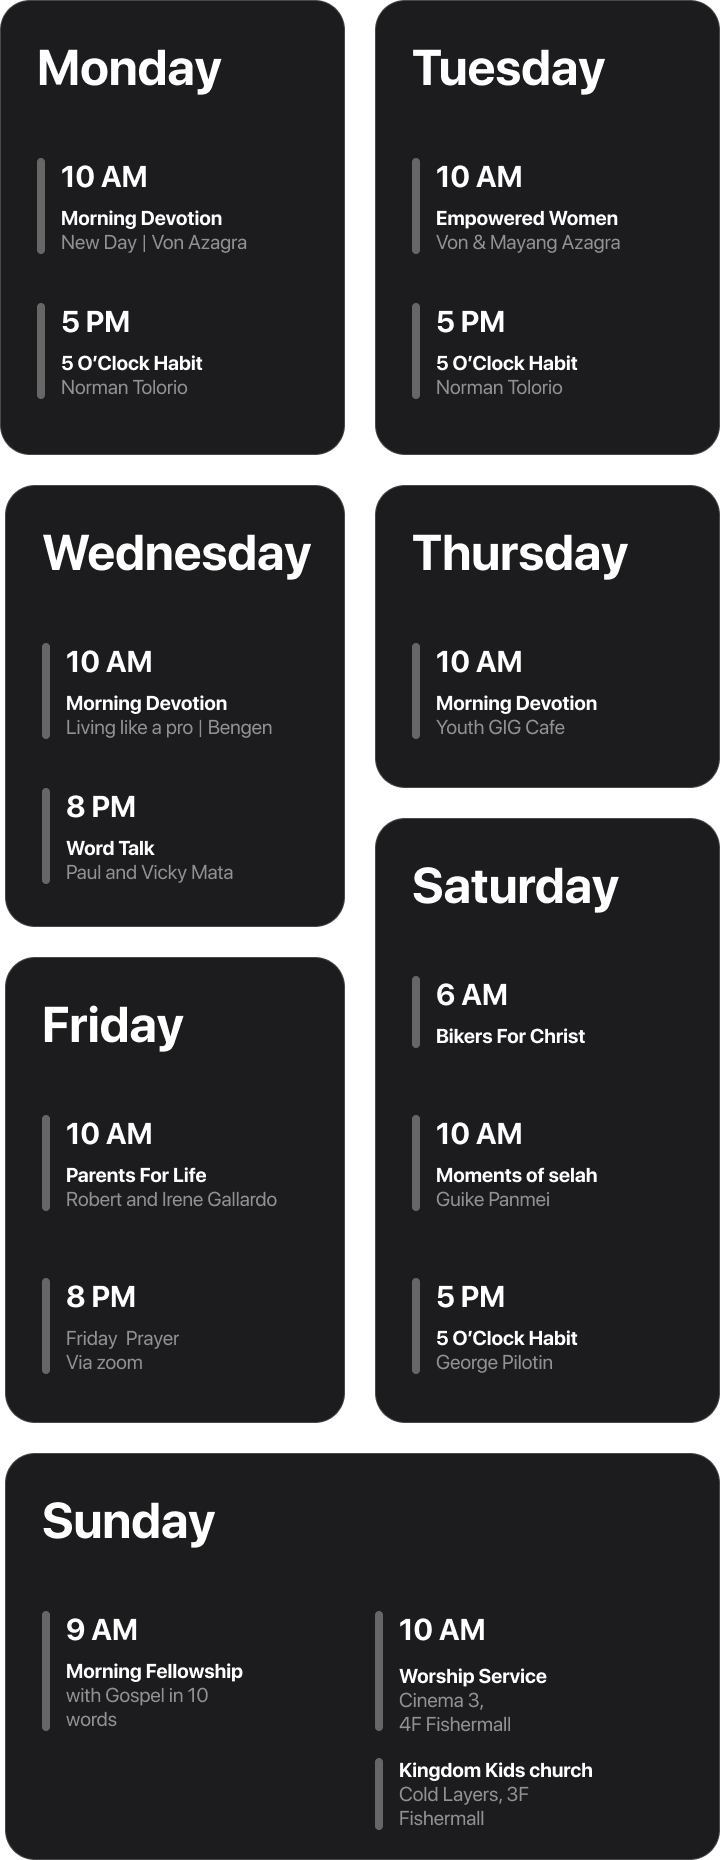 Monday
10 AM
Morning Devotion
New Day | Von Azagra
5 PM
5 O'Clock Habit
Norman Tolorio
Tuesday
10 AM
Empowered Women
Von & Mayang Azagra
5 PM
5 O'Clock Habit
Norman Tolorio
Wednesday
10 AM
Morning Devotion
Living like a pro | Bengen
8 PM
Word Talk
Paul and Vicky Mata
Thursday
10 AM
Morning Devotion
Youth GIG Cafe
Friday
10 AM
Parents For Life
Robert and Irene Gallardo
8 PM
Friday  Prayer
Via zoom
Saturday
6 AM
Bikers For Christ
10 AM
Moments of selah
Guike Panmei
5 PM
5 O'Clock Habit
George Pilotin
Sunday
9 AM
Morning Fellowship
with Gospel in 10
words
10 AM
Worship Service
Cinema 3,
4F Fishermall
Kingdom Kids church
Cold Layers, 3F
Fishermall